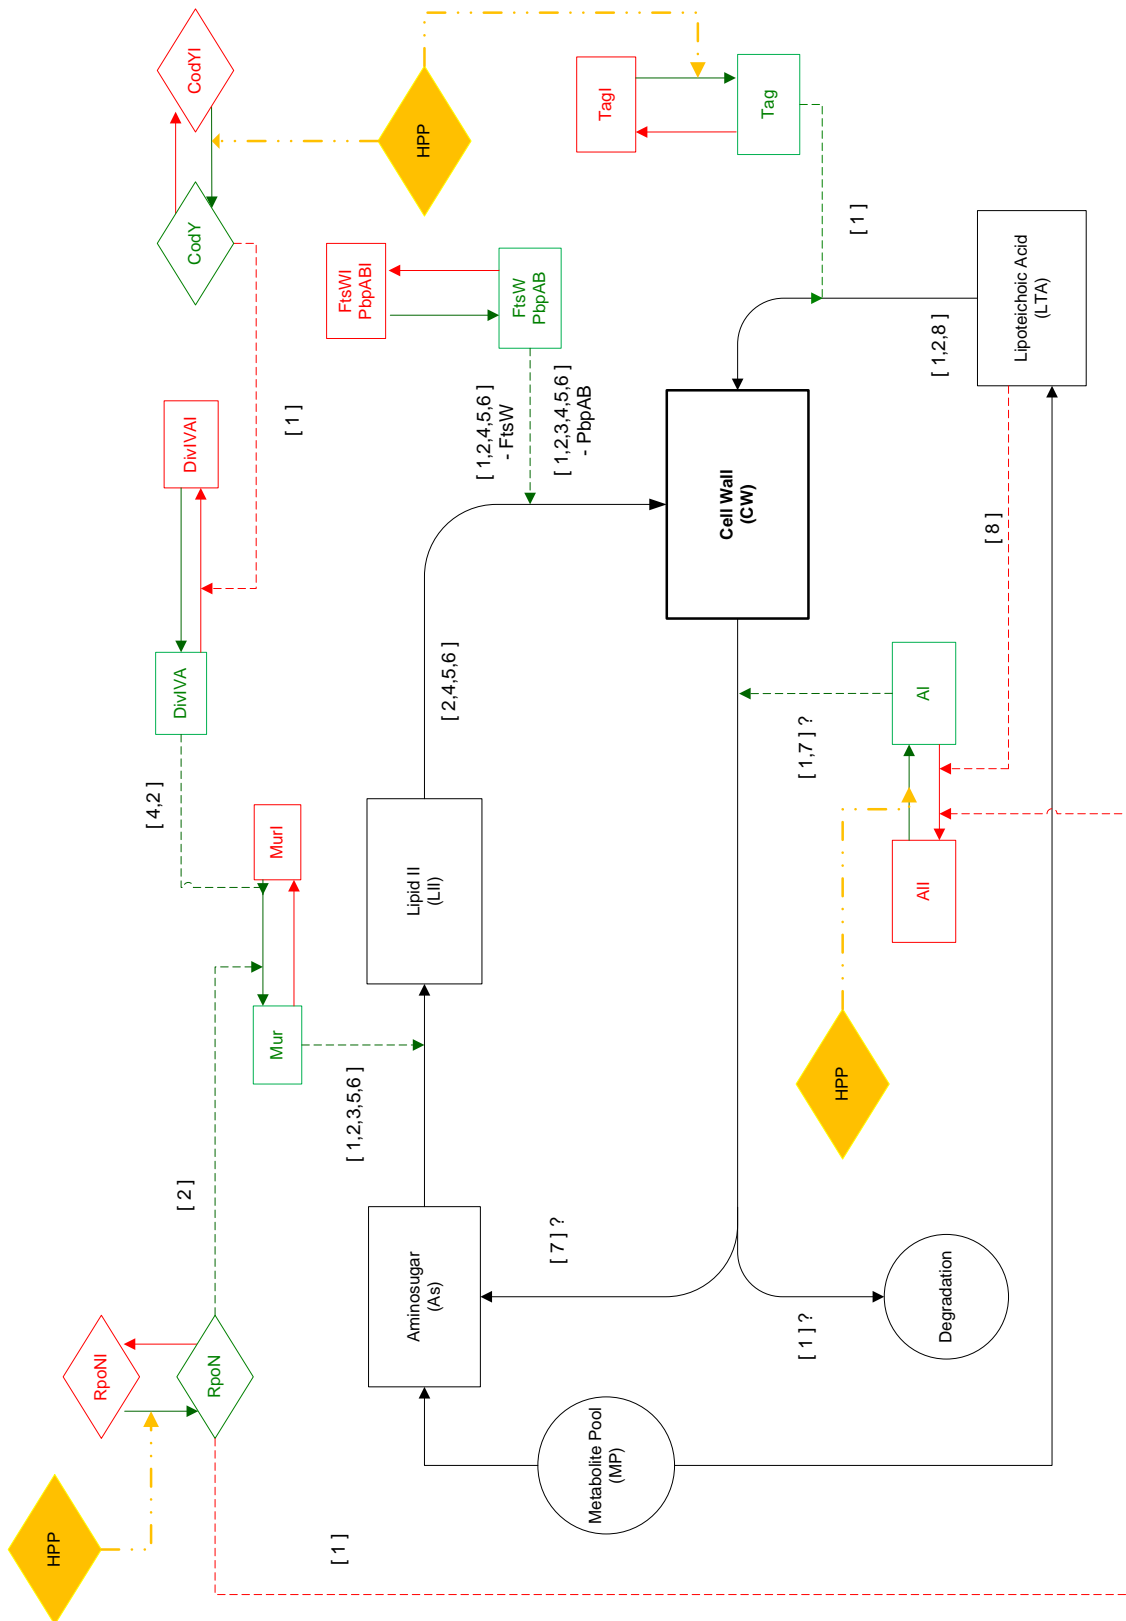 HPP
RpoNI
RpoN
[ 2 ]
[ 4,2 ]
DivIVA
DivIVAI
CodY
CodYI
Mur
MurI
[ 1 ]
[ 1 ]
[ 1,2,3,5,6 ]
FtsWI
PbpABI
HPP
Aminosugar
(As)
Lipid II
(LII)
[ 2,4,5,6 ]
[ 1,2,4,5,6 ]
- FtsW
FtsW
PbpAB
[ 1,2,3,4,5,6 ]
- PbpAB
[ 7 ] ?
TagI
Metabolite Pool
(MP)
Cell Wall
(CW)
Tag
[ 1 ] ?
[ 1,7 ] ?
HPP
[ 1 ]
AII
AI
[ 1,2,8 ]
Degradation
[ 8 ]
Lipoteichoic Acid
(LTA)